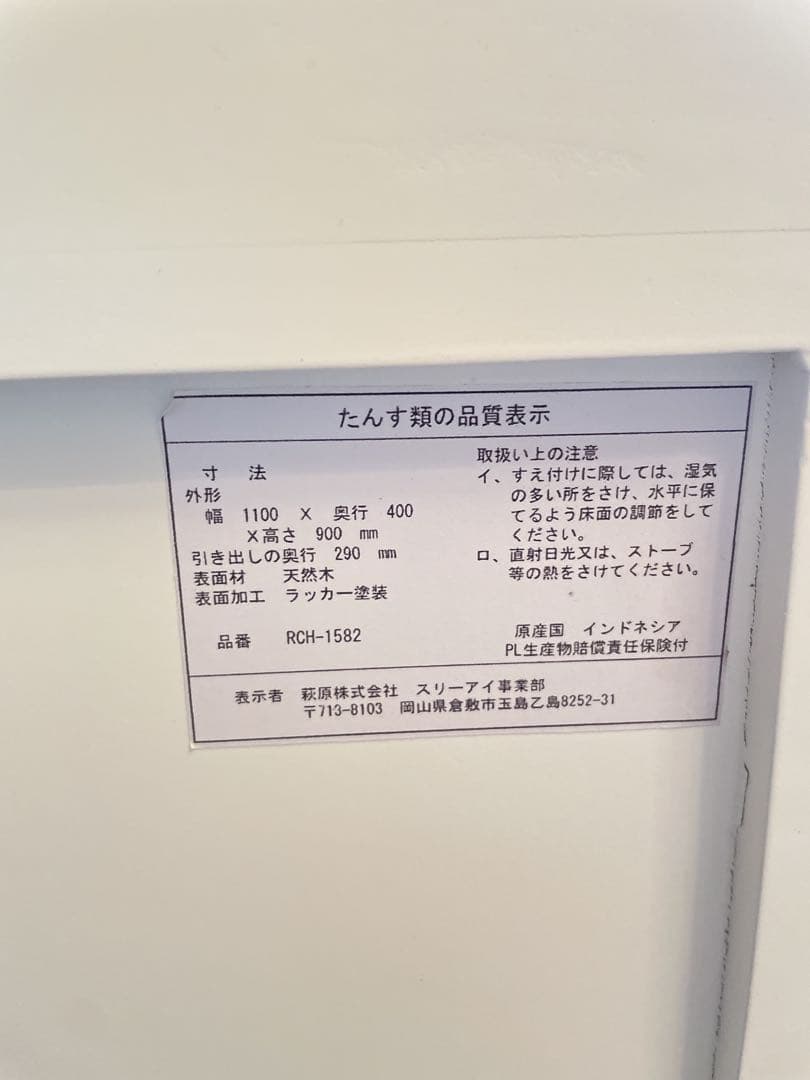 たんす類の品質表示
寸 法
外形
幅 1100 × 奥行 400
×高さ 900 mm
引き出しの奥行 290 mm
表面材 天然木
表面加工 ラッカー塗装
品番 RCH-1582
取扱い上の注意
イ、すえ付けに際しては、湿気
の多い所をさけ、水平に保
てるよう床面の調節をして
ください。
ロ、直射日光又は、ストーブ
等の熱をさけてください。
原産国 インドネシア
PL生産物賠償責任保険付
表示者 萩原株式会社 スリーアイ事業部
〒713-8103 岡山県倉敷市玉島乙島8252-31